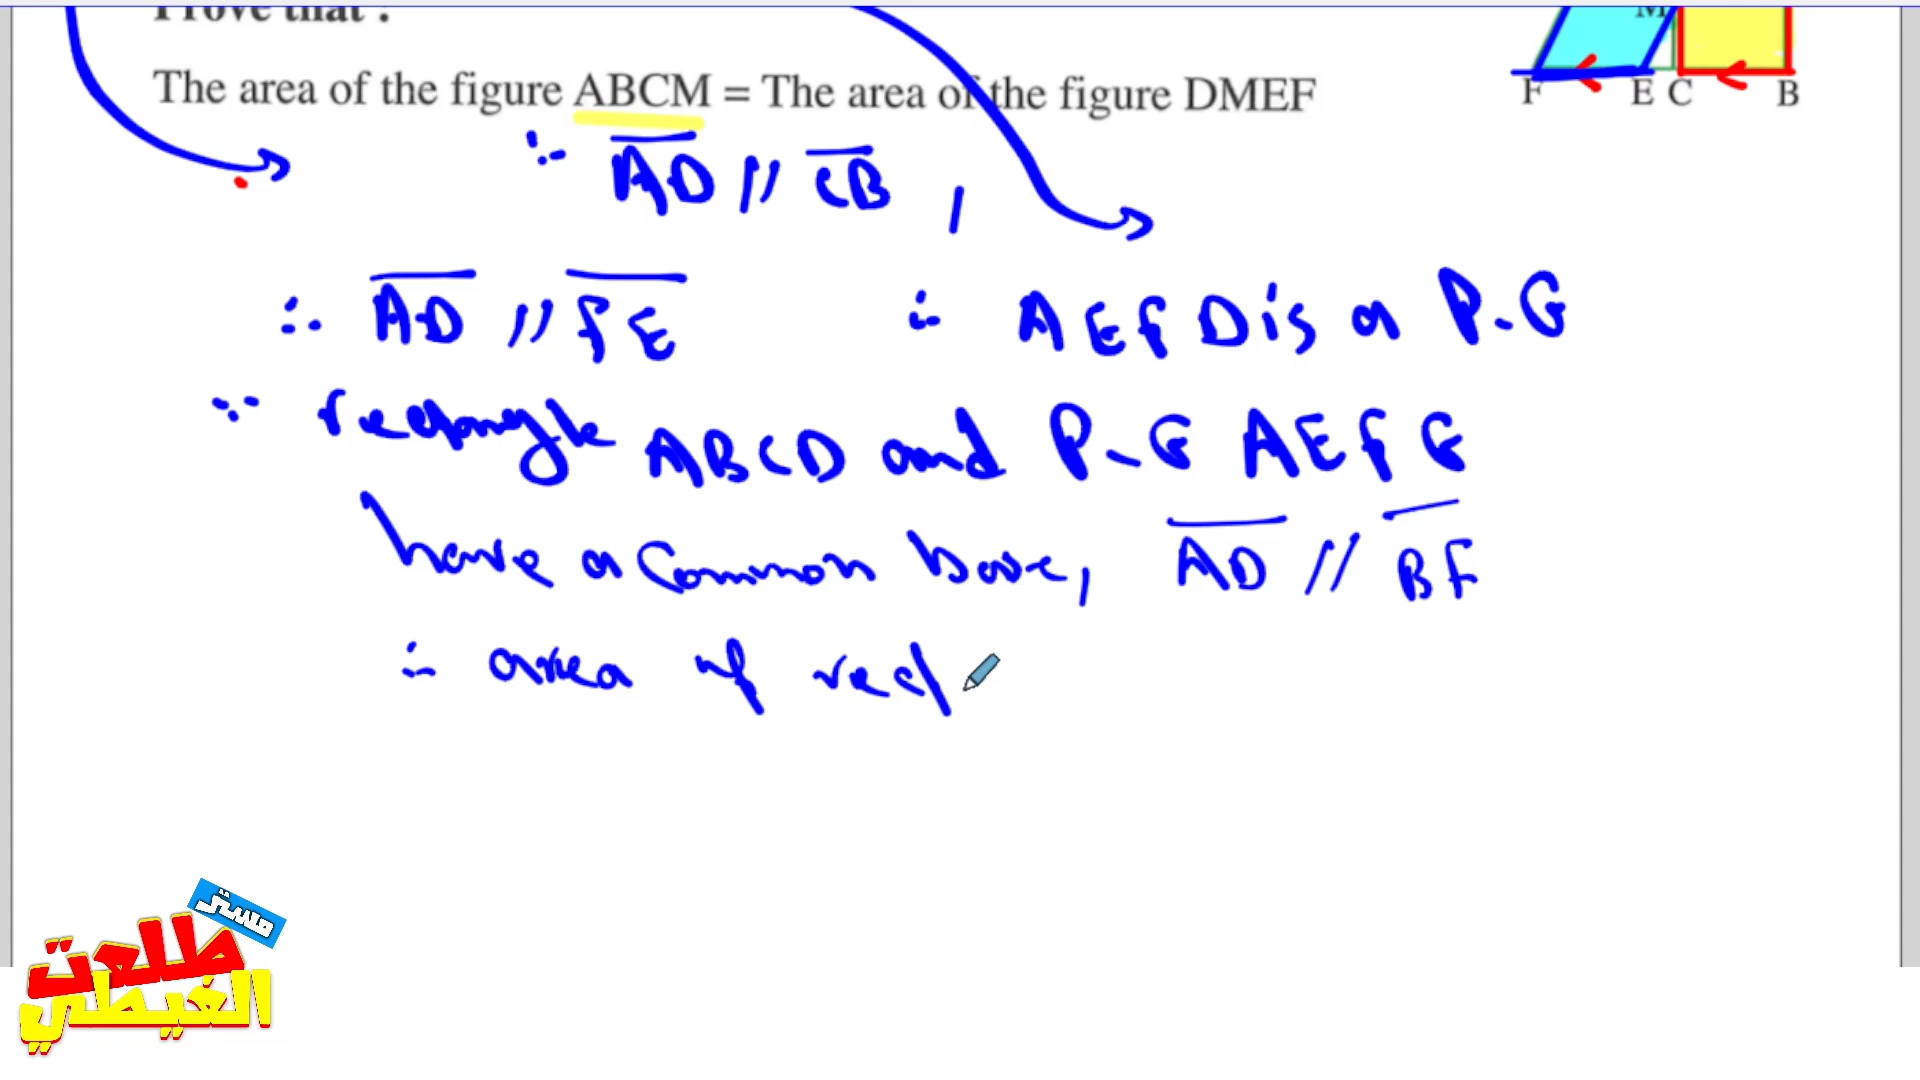 Prove that :
M
The area of the figure ABCM = The area of the figure DMEF
F E C B
∵ AD // CB ,
∴ AD // FE ∴ AEFD is a P.G
∵ rectangle ABCD and P-G AEFG
have a common base, AD // BF
∴ area of rec
مستر
طلعت
الغيطي